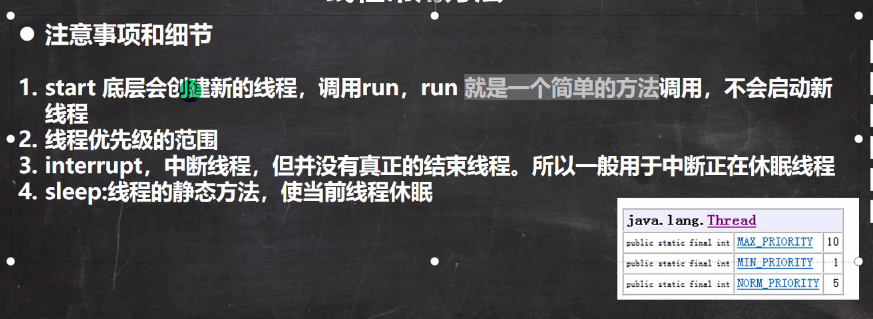 ● 注意事项和细节
1. start 底层会创建新的线程，调用run，run 就是一个简单的方法调用，不会启动新
线程
2. 线程优先级的范围
3. interrupt，中断线程，但并没有真正的结束线程。所以一般用于中断正在休眠线程
4. sleep:线程的静态方法，使当前线程休眠
java.lang.Thread
public static final int MAX_PRIORITY 10
public static final int MIN_PRIORITY 1
public static final int NORM_PRIORITY 5